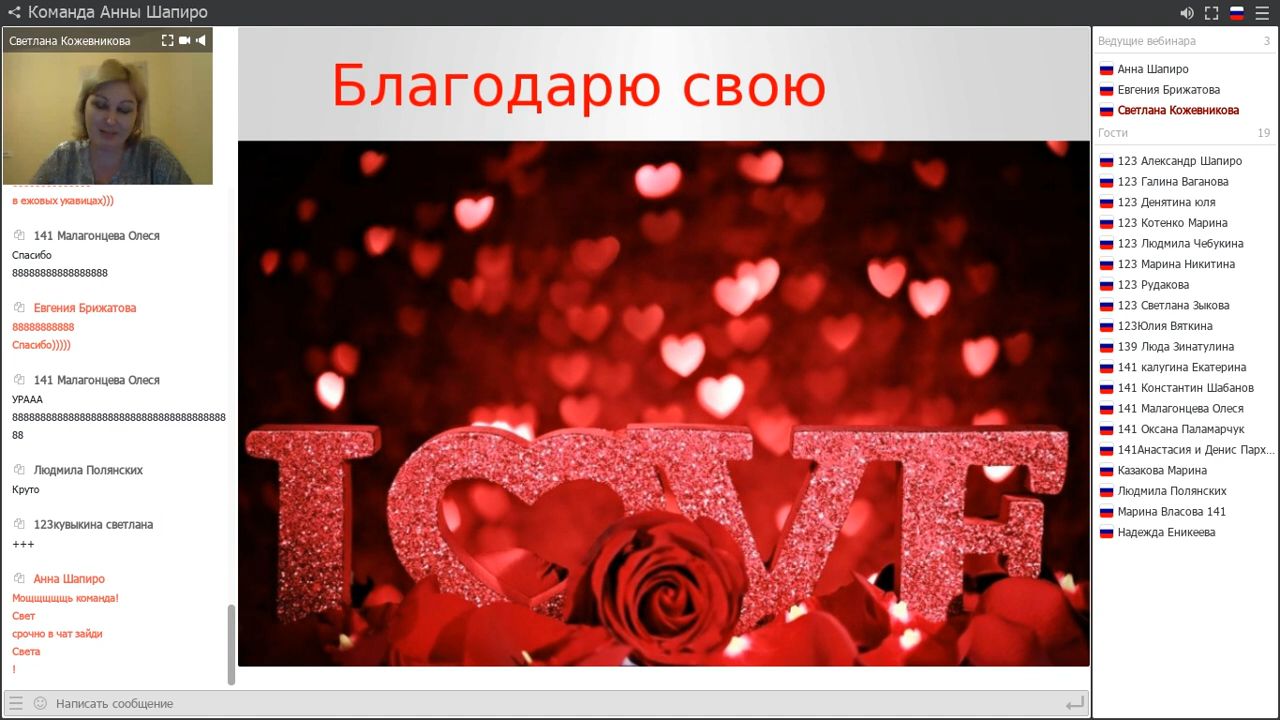 Команда Анны Шапиро
Светлана Кожевникова
в ежовых укавицах)))
141 Малагонцева Олеся
Спасибо
88888888888888888
Евгения Брижатова
88888888888
Спасибо)))))
141 Малагонцева Олеся
УРААА
88888888888888888888888888888888888888
88
Людмила Полянских
Круто
123кувыкина светлана
+++
Анна Шапиро
Мощщщщщь команда!
Свет
срочно в чат зайди
Света
!
Написать сообщение
Благодарю свою
LOVE
Ведущие вебинара 3
Анна Шапиро
Евгения Брижатова
Светлана Кожевникова
Гости 19
123 Александр Шапиро
123 Галина Ваганова
123 Денятина юля
123 Котенко Марина
123 Людмила Чебукина
123 Марина Никитина
123 Рудакова
123 Светлана Зыкова
123Юлия Вяткина
139 Люда Зинатулина
141 калугина Екатерина
141 Константин Шабанов
141 Малагонцева Олеся
141 Оксана Паламарчук
141Анастасия и Денис Парх...
Казакова Марина
Людмила Полянских
Марина Власова 141
Надежда Еникеева